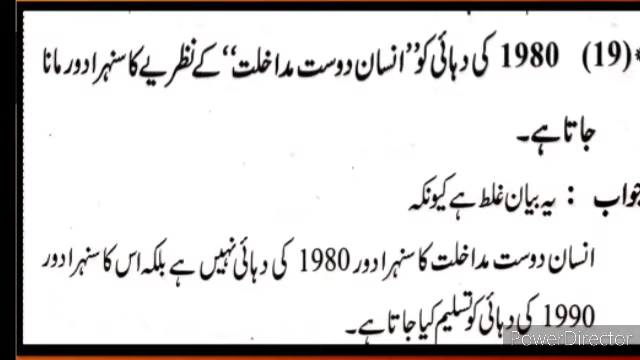 *(19) 1980 کی دہائی کو ”انسان دوست مداخلت“ کے نظریے کا سنہرا دور مانا
جاتا ہے۔
جواب : یہ بیان غلط ہے کیونکہ
انسان دوست مداخلت کا سنہرا دور 1980 کی دہائی نہیں ہے بلکہ اس کا سنہرا دور
1990 کی دہائی کو تسلیم کیا جاتا ہے۔
PowerDirector